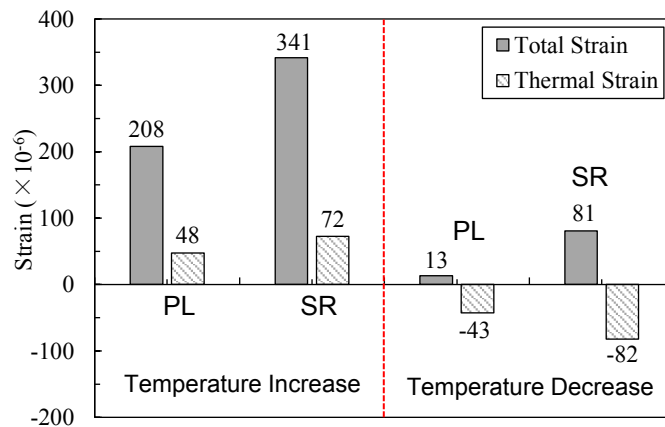 400
300
200
100
0
-100
-200
Strain (×10-6)
341
208
48
72
PL
SR
Temperature Increase
Total Strain
Thermal Strain
SR
81
PL
13
-43
-82
Temperature Decrease